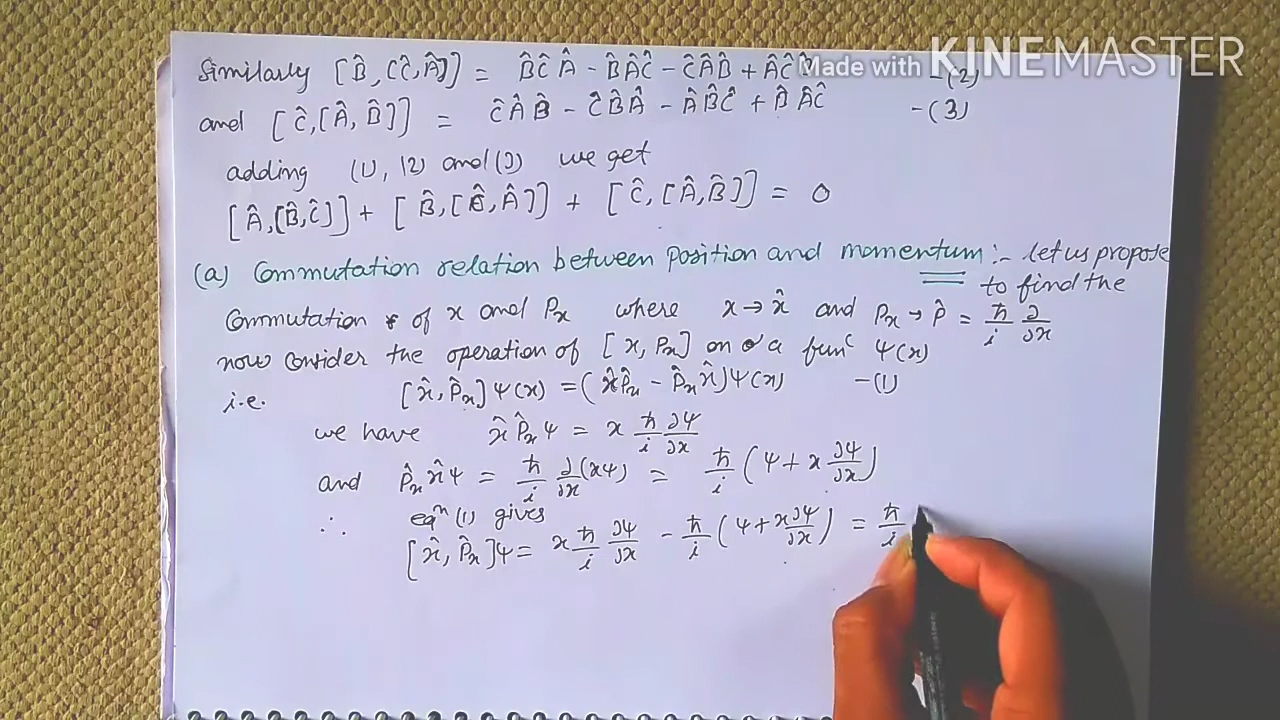 Similarly [B̂, [Ĉ, Â]] = B̂ĈÂ - B̂ÂĈ - ĈÂB̂ + ÂĈB̂ -(2)
Made with KINEMASTER
and [Ĉ, [Â, B̂]] = ĈÂB̂ - ĈB̂Â - ÂB̂Ĉ + B̂ÂĈ -(3)
adding (1), (2) and (3) we get
[Â, [B̂, Ĉ]] + [B̂, [Ĉ, Â]] + [Ĉ, [Â, B̂]] = 0
(a) Commutation relation between position and momentum :- let us propose
to find the
Commutation of x and Px where x → x̂ and Px → P̂ = ħ/i ∂/∂x
now consider the operation of [x, Px] on a funᶜ ψ(x)
i.e. [x̂, P̂x] ψ(x) = (x̂P̂x - P̂x x̂) ψ(x) -(1)
we have x̂ P̂x ψ = x ħ/i ∂ψ/∂x
and P̂x x̂ ψ = ħ/i ∂/∂x (xψ) = ħ/i (ψ + x ∂ψ/∂x)
∴ eqⁿ (1) gives
[x̂, P̂x]ψ = x ħ/i ∂ψ/∂x - ħ/i (ψ + x ∂ψ/∂x) = ħ/i